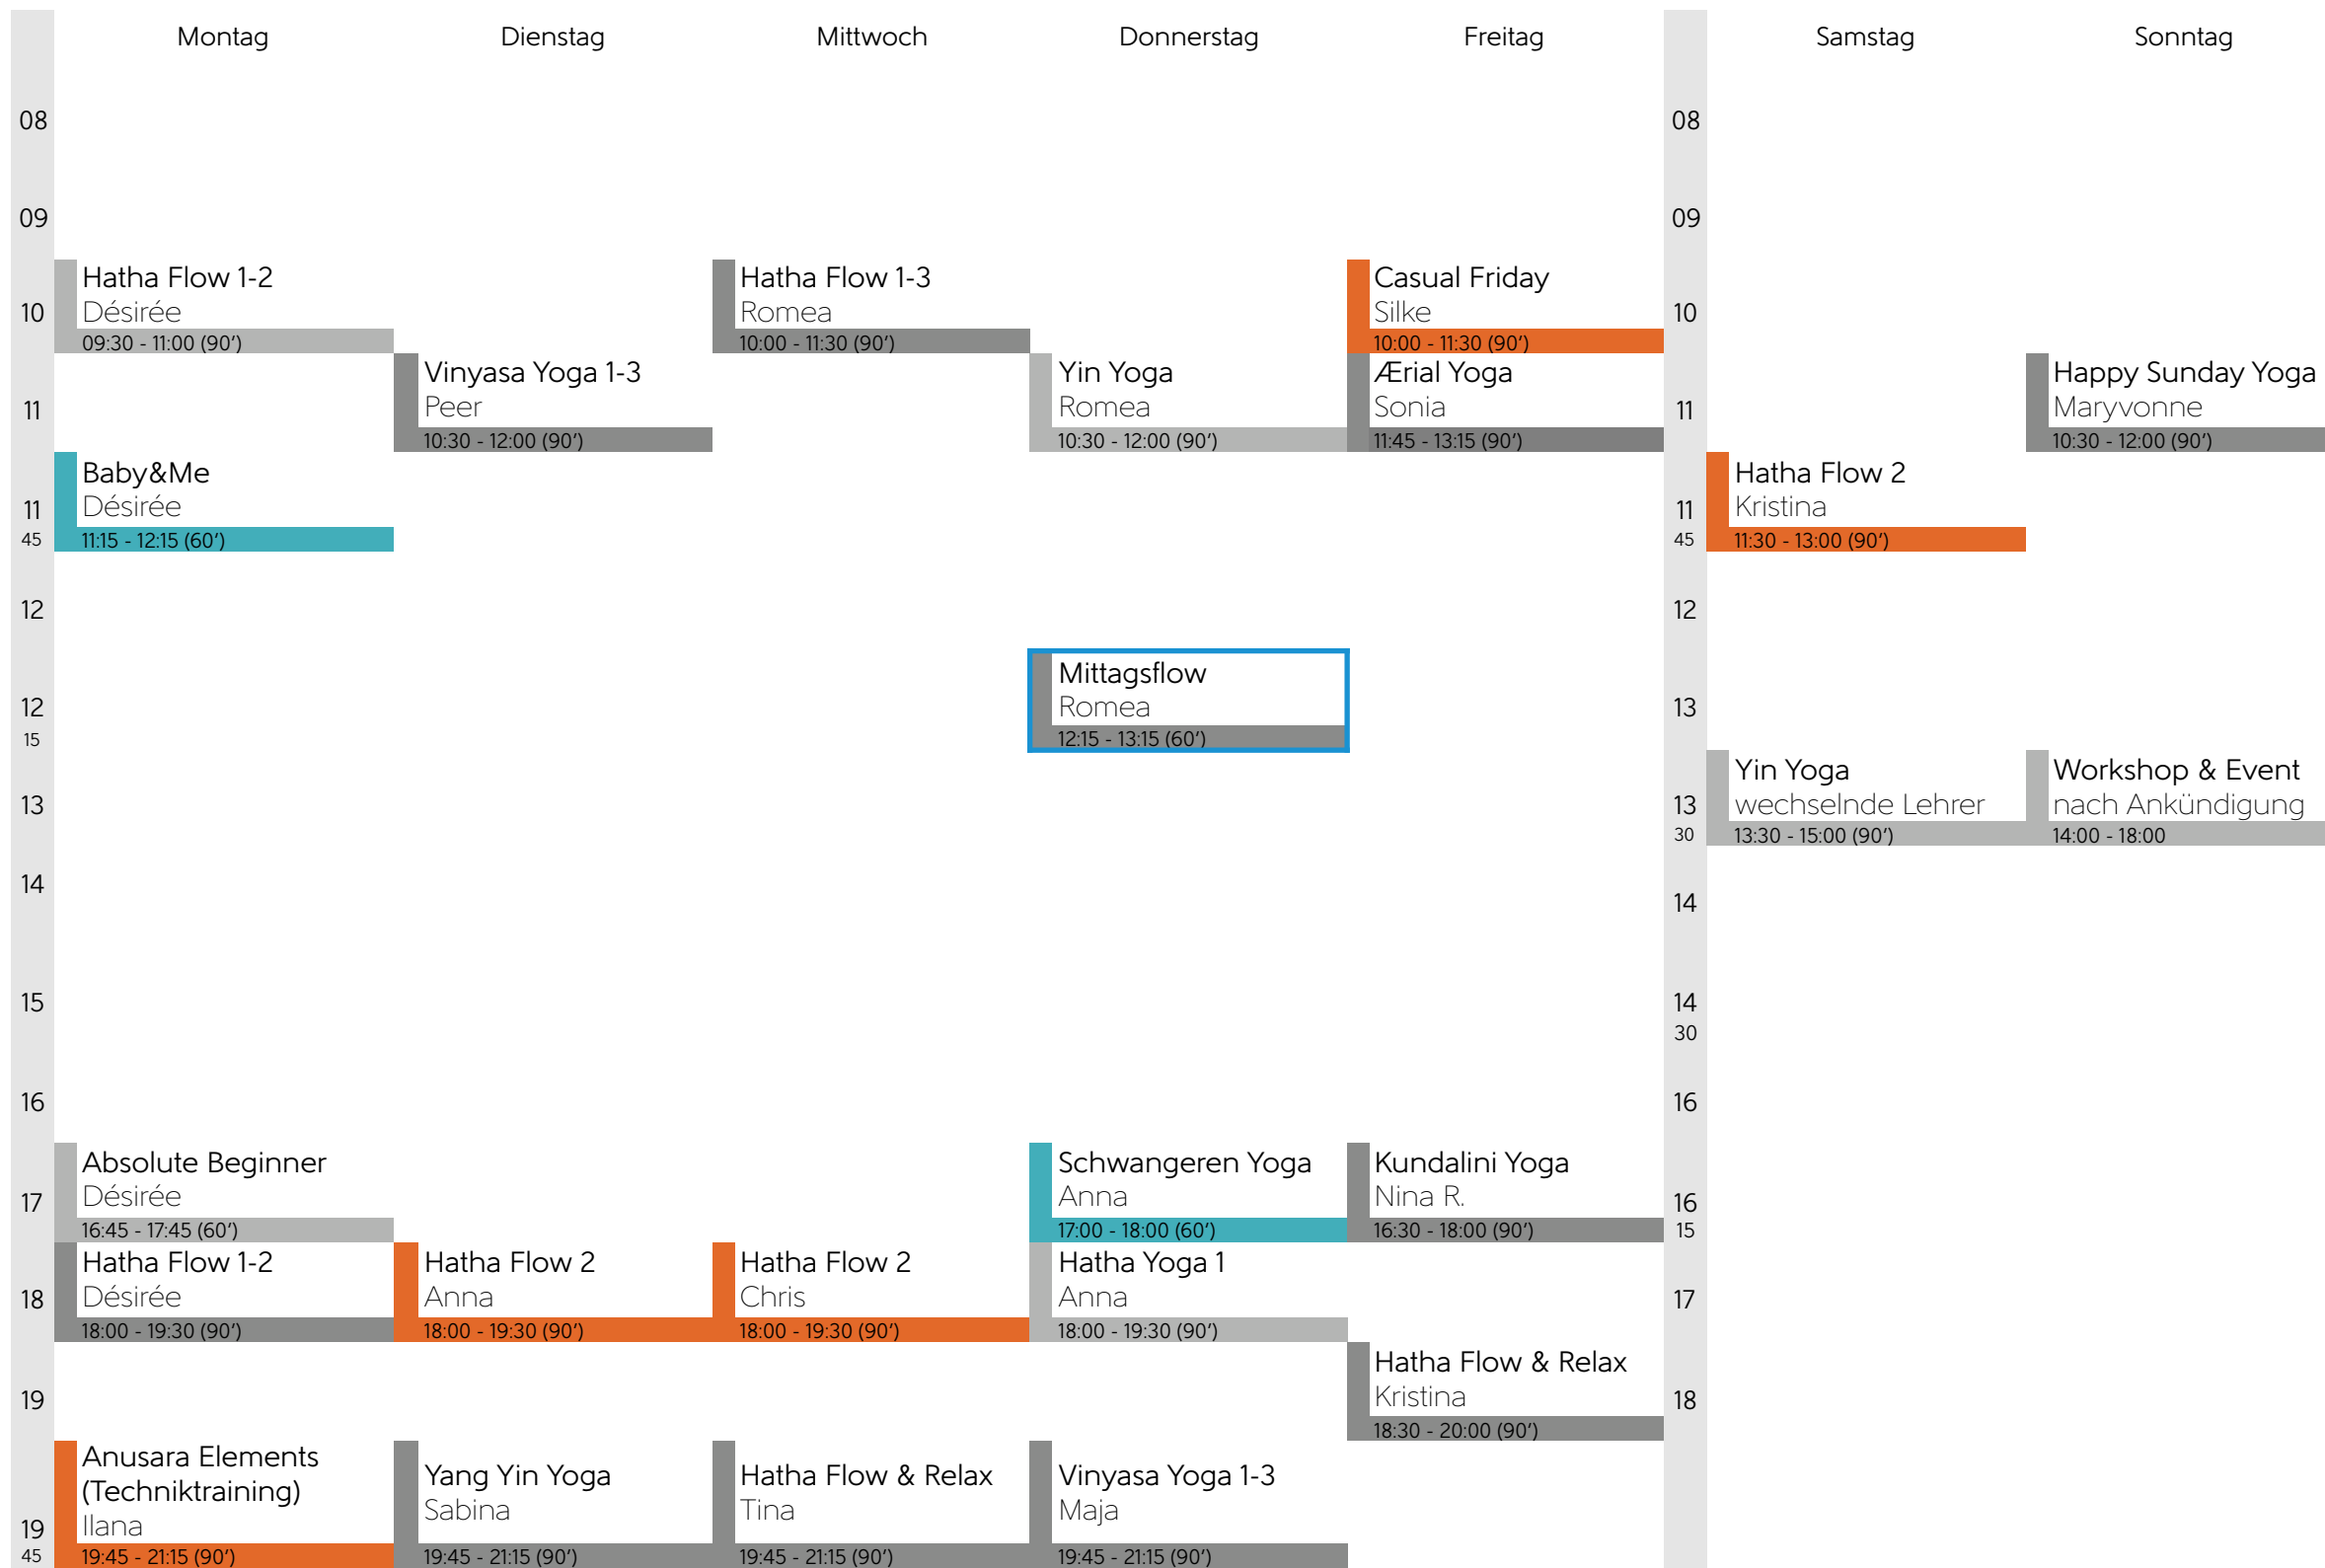 Montag Dienstag Mittwoch Donnerstag Freitag Samstag Sonntag
08 08
09 09
Hatha Flow 1-2 Hatha Flow 1-3 Casual Friday
10 Désirée Romea Silke 10
09:30 - 11:00 (90') 10:00 - 11:30 (90') 10:00 - 11:30 (90')
Vinyasa Yoga 1-3 Yin Yoga Ærial Yoga Happy Sunday Yoga
11 Peer Romea Sonia 11 Maryvonne
10:30 - 12:00 (90') 10:30 - 12:00 (90') 11:45 - 13:15 (90') 10:30 - 12:00 (90')
Baby&Me Hatha Flow 2
11 Désirée 11 Kristina
45 11:15 - 12:15 (60') 45 11:30 - 13:00 (90')
12 12
Mittagsflow
12 Romea 13
15 12:15 - 13:15 (60')
Yin Yoga Workshop & Event
13 13 wechselnde Lehrer nach Ankündigung
30 13:30 - 15:00 (90') 14:00 - 18:00
14 14
15 14
30
16 16
Absolute Beginner Schwangeren Yoga Kundalini Yoga
17 Désirée Anna Nina R. 16
16:45 - 17:45 (60') 17:00 - 18:00 (60') 16:30 - 18:00 (90') 15
Hatha Flow 1-2 Hatha Flow 2 Hatha Flow 2 Hatha Yoga 1
18 Désirée Anna Chris Anna 17
18:00 - 19:30 (90') 18:00 - 19:30 (90') 18:00 - 19:30 (90') 18:00 - 19:30 (90')
Hatha Flow & Relax
19 Kristina 18
18:30 - 20:00 (90')
Anusara Elements
(Techniktraining) Yang Yin Yoga Hatha Flow & Relax Vinyasa Yoga 1-3
19 Ilana Sabina Tina Maja
45 19:45 - 21:15 (90') 19:45 - 21:15 (90') 19:45 - 21:15 (90') 19:45 - 21:15 (90')